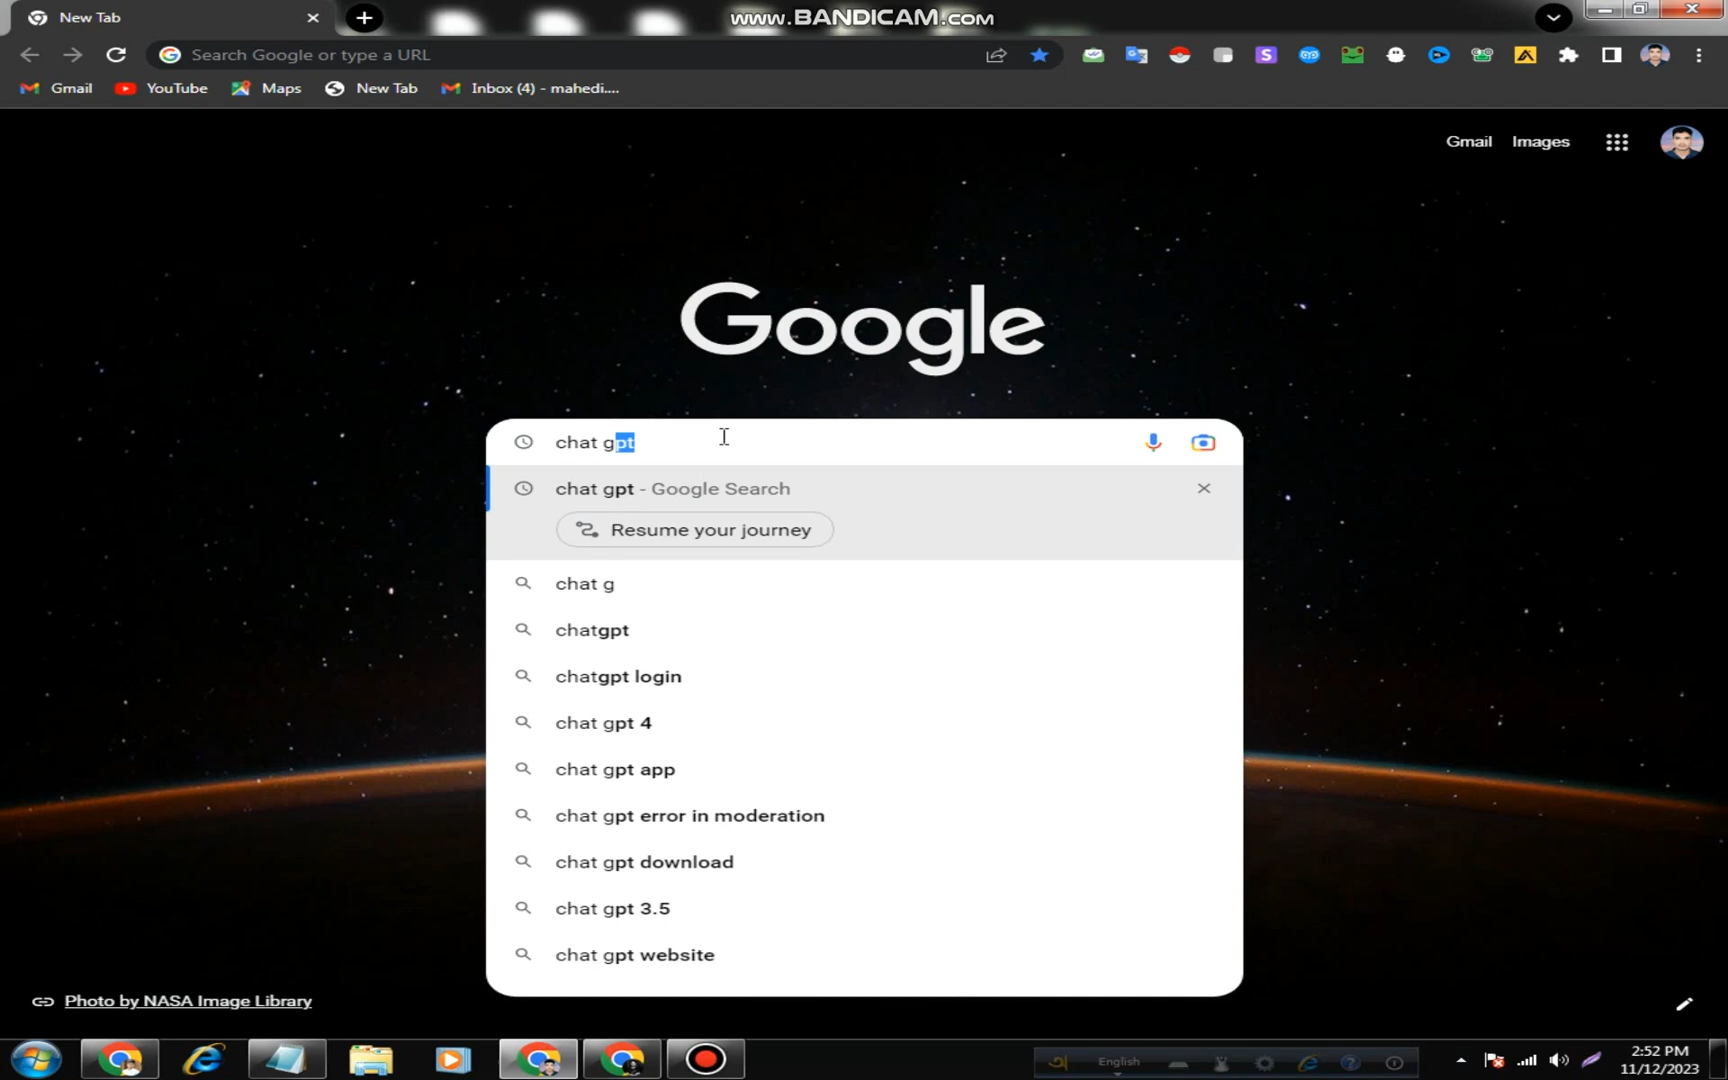 New Tab
www.BANDICAM.com
Search Google or type a URL
Gmail
YouTube
Maps
New Tab
Inbox (4) - mahedi....
Gmail
Images
Google
chat gpt
chat gpt - Google Search
Resume your journey
chat g
chatgpt
chatgpt login
chat gpt 4
chat gpt app
chat gpt error in moderation
chat gpt download
chat gpt 3.5
chat gpt website
Photo by NASA Image Library
English
2:52 PM
11/12/2023